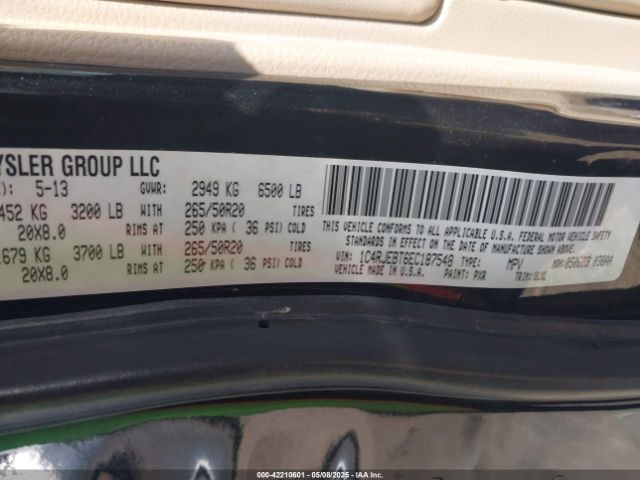 YSLER GROUP LLC
): 5-13 GVWR: 2949 KG 6500 LB
452 KG 3200 LB WITH 265/50R20 TIRES
20X8.0 RIMS AT 250 KPA ( 36 PSI) COLD
679 KG 3700 LB WITH 265/50R20 TIRES
20X8.0 RIMS AT 250 KPA ( 36 PSI) COLD
THIS VEHICLE CONFORMS TO ALL APPLICABLE U.S.A. FEDERAL MOTOR VEHICLE SAFETY
STANDARDS IN EFFECT ON THE DATE OF MANUFACTURE SHOWN ABOVE.
VIN: 1C4RJEBT6EC187548 TYPE: MPV
MADE IN U.S.A. PAINT: PXR TRIM:
000-42210601 05/08/2025 COPYRIGHT IAA, LLC.